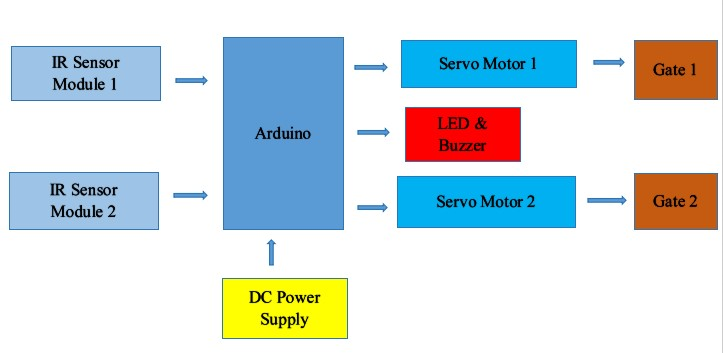 IR Sensor
Module 1
Arduino
Servo Motor 1
Gate 1
LED &
Buzzer
IR Sensor
Module 2
Servo Motor 2
Gate 2
DC Power
Supply